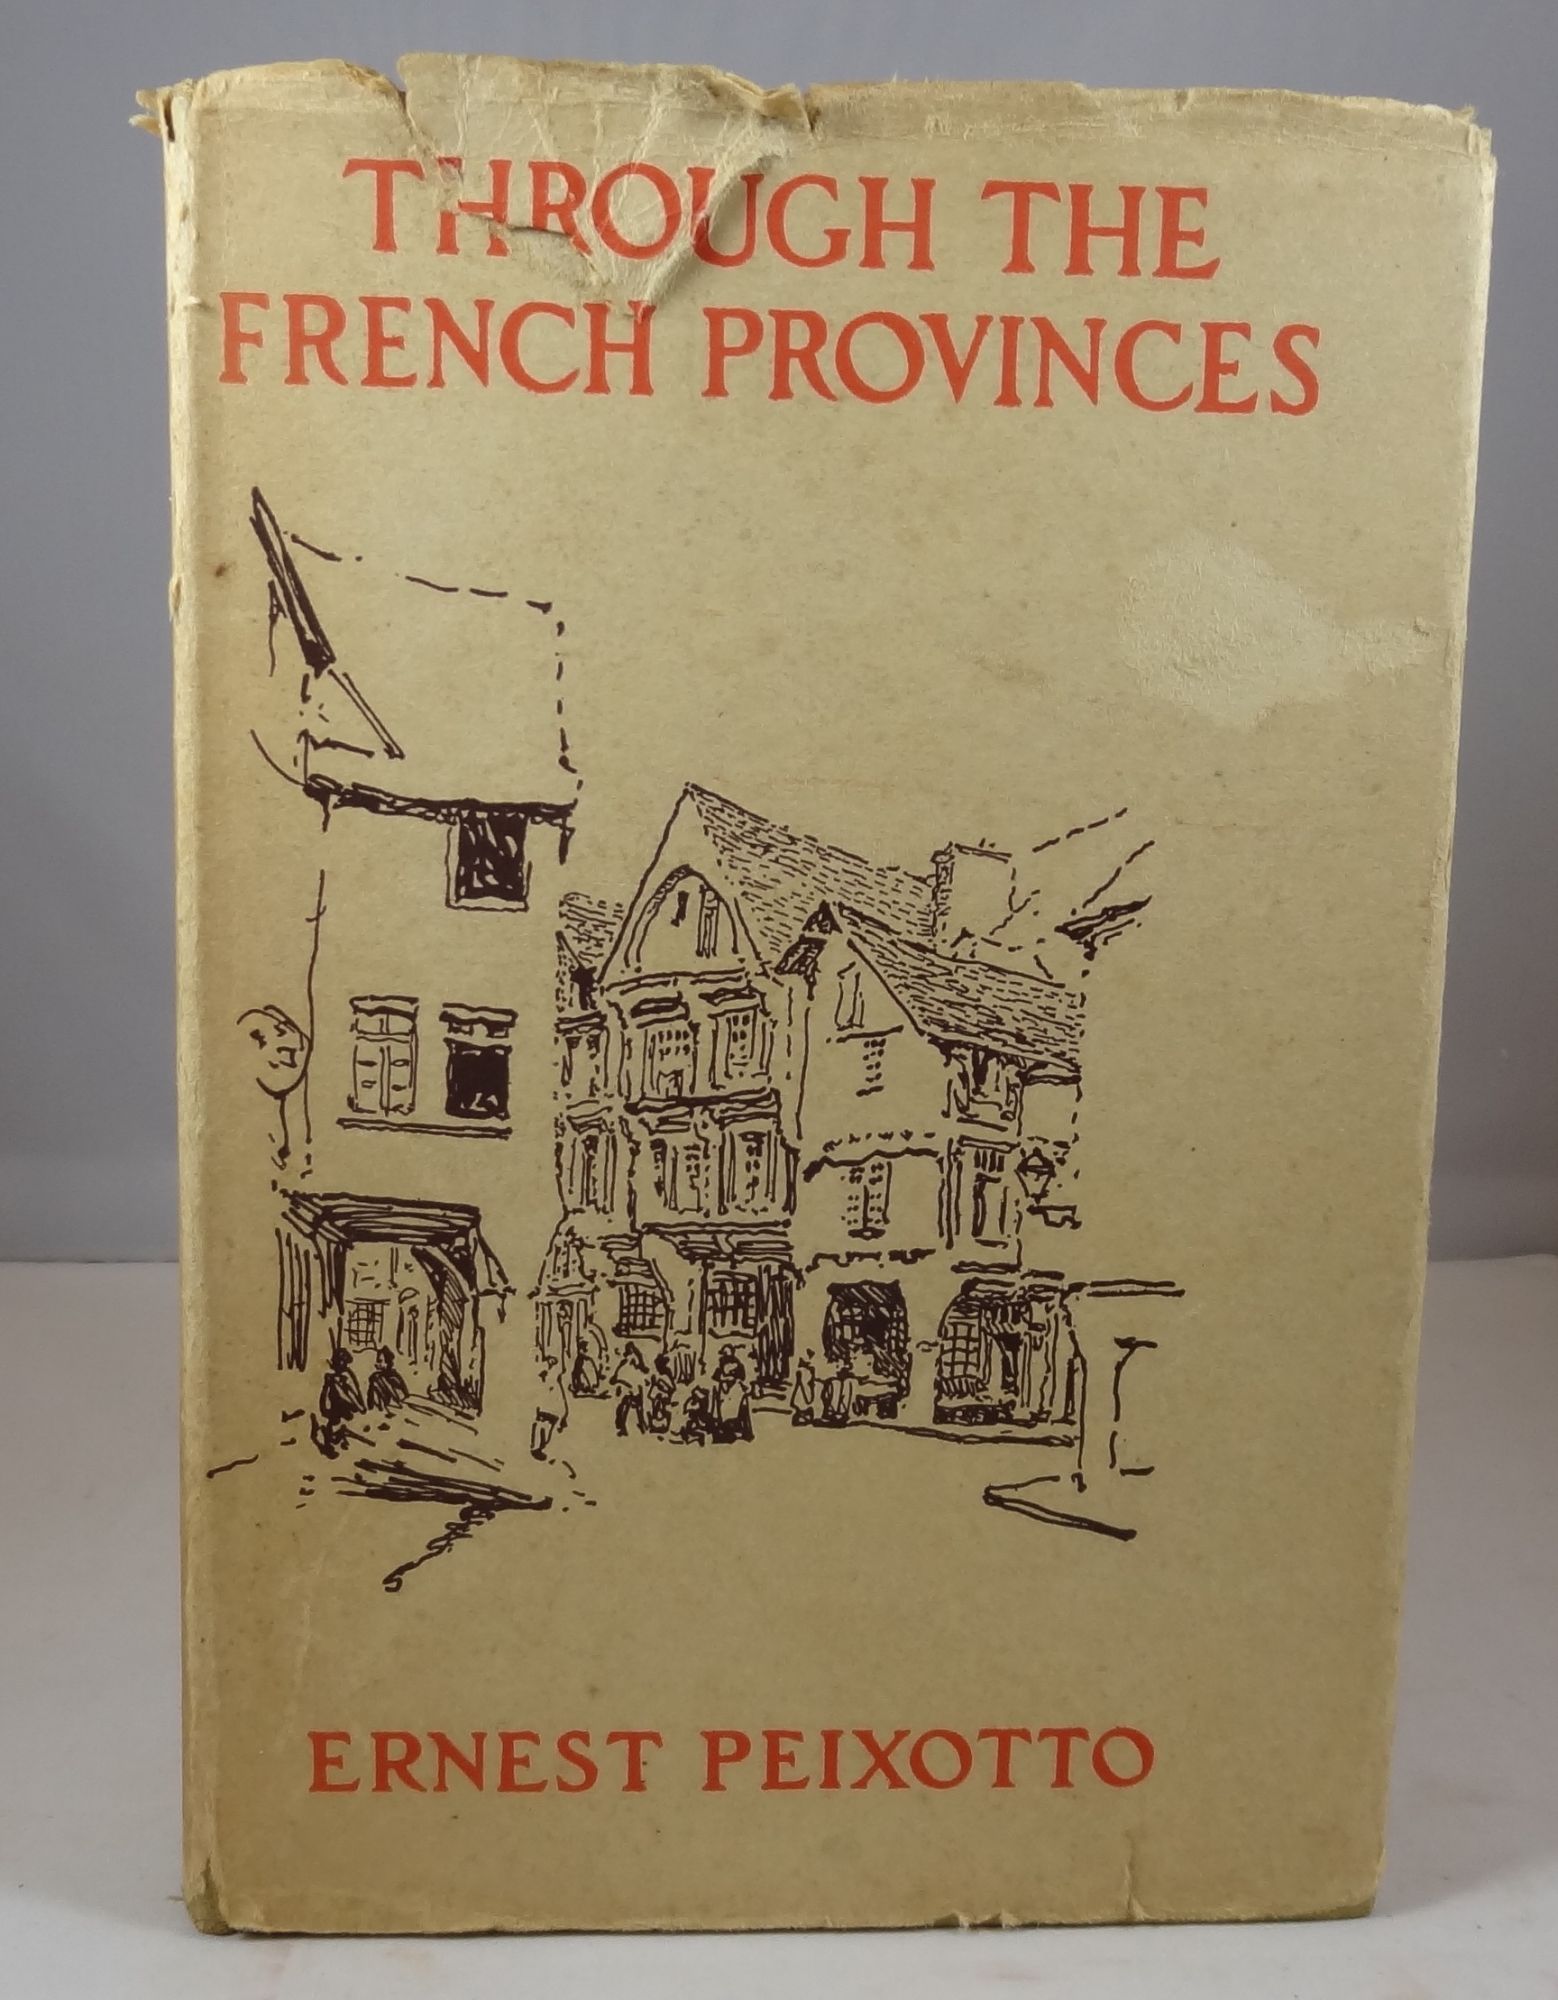 THROUGH THE
FRENCH PROVINCES
ERNEST PEIXOTTO